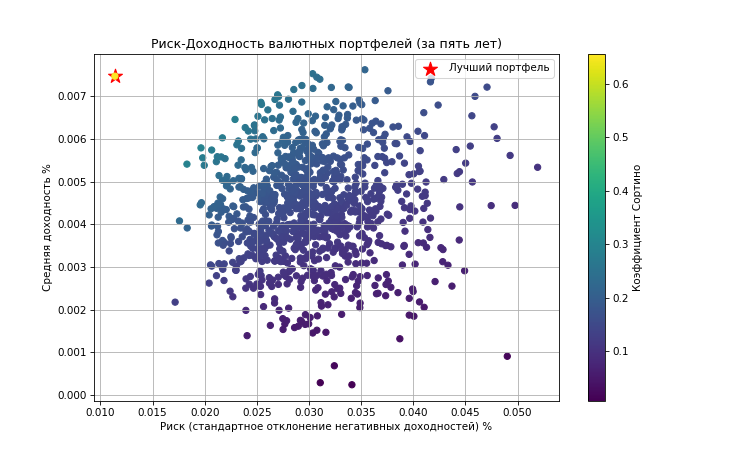 Риск-Доходность валютных портфелей (за пять лет)
Лучший портфель
Средняя доходность %
0.007
0.006
0.005
0.004
0.003
0.002
0.001
0.000
0.010 0.015 0.020 0.025 0.030 0.035 0.040 0.045 0.050
Риск (стандартное отклонение негативных доходностей) %
0.6
0.5
0.4
0.3
0.2
0.1
Коэффициент Сортино